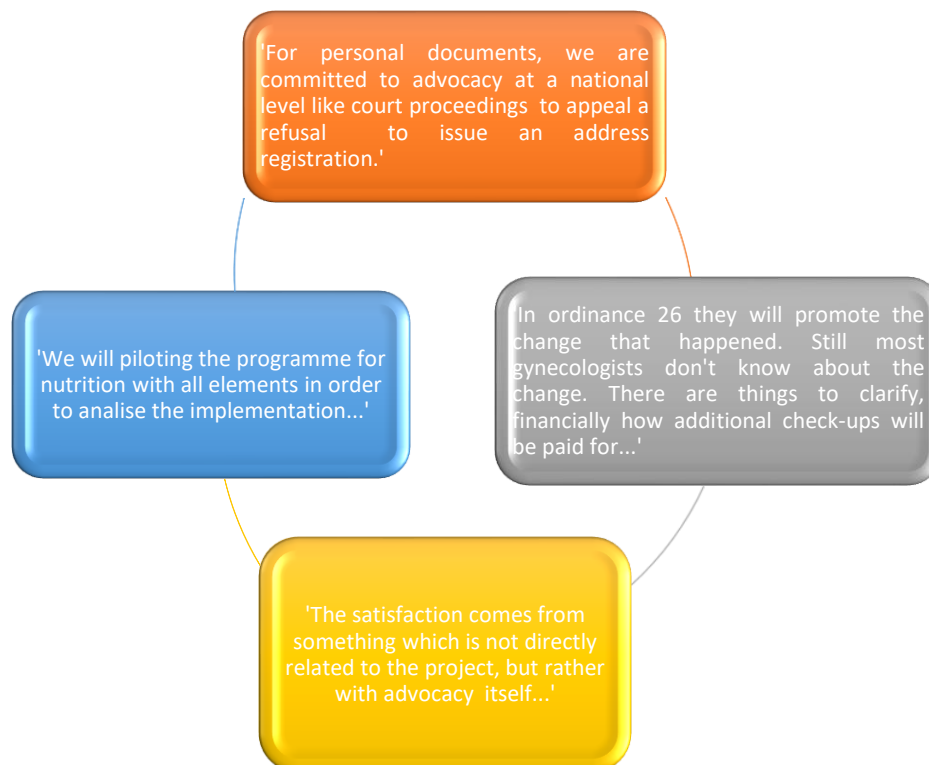 'For personal documents, we are
committed to advocacy at a national
level like court proceedings to appeal a
refusal to issue an address
registration.'
'In ordinance 26 they will promote the
change that happened. Still most
gynecologists don't know about the
change. There are things to clarify,
financially how additional check-ups will
be paid for...'
'The satisfaction comes from
something which is not directly
related to the project, but rather
with advocacy itself...'
'We will piloting the programme for
nutrition with all elements in order
to analise the implementation...'